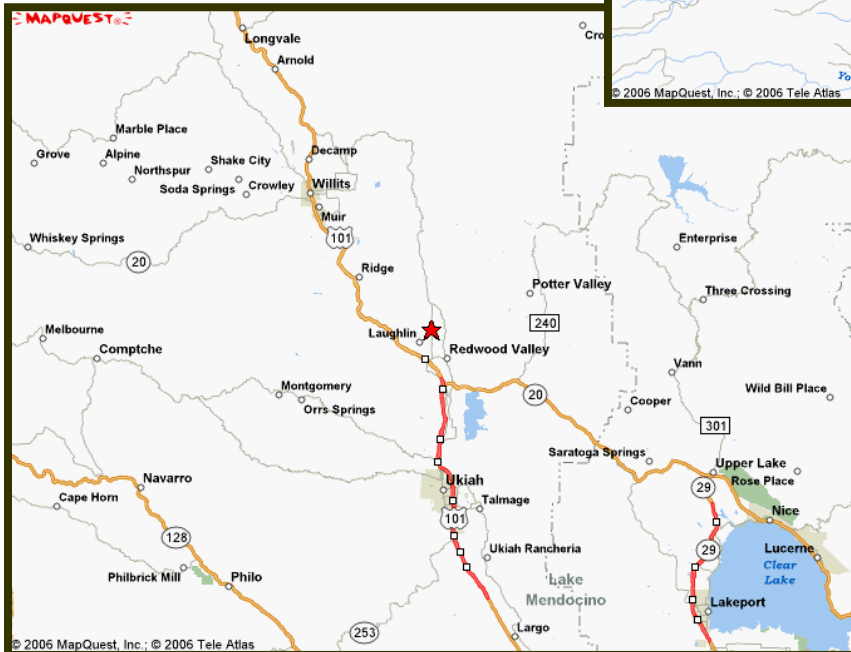 MAPQUEST®
Longvale
Cro
Arnold
Yo
© 2006 MapQuest, Inc.; © 2006 Tele Atlas
Marble Place
Decamp
Grove
Alpine
Shake City
Northspur
Soda Springs
Crowley
Willits
Muir
101
Whiskey Springs
20
Enterprise
Ridge
Potter Valley
Three Crossing
240
Laughlin
Melbourne
Redwood Valley
Comptche
Vann
Montgomery
20
Wild Bill Place
Orrs Springs
Cooper
301
Saratoga Springs
Upper Lake
Navarro
Ukiah
29
Rose Place
Cape Horn
Talmage
Nice
101
128
Ukiah Rancheria
29
Lucerne
Clear
Lake
Philbrick Mill
Philo
Lake
Mendocino
Lakeport
253
Largo
© 2006 MapQuest, Inc.; © 2006 Tele Atlas